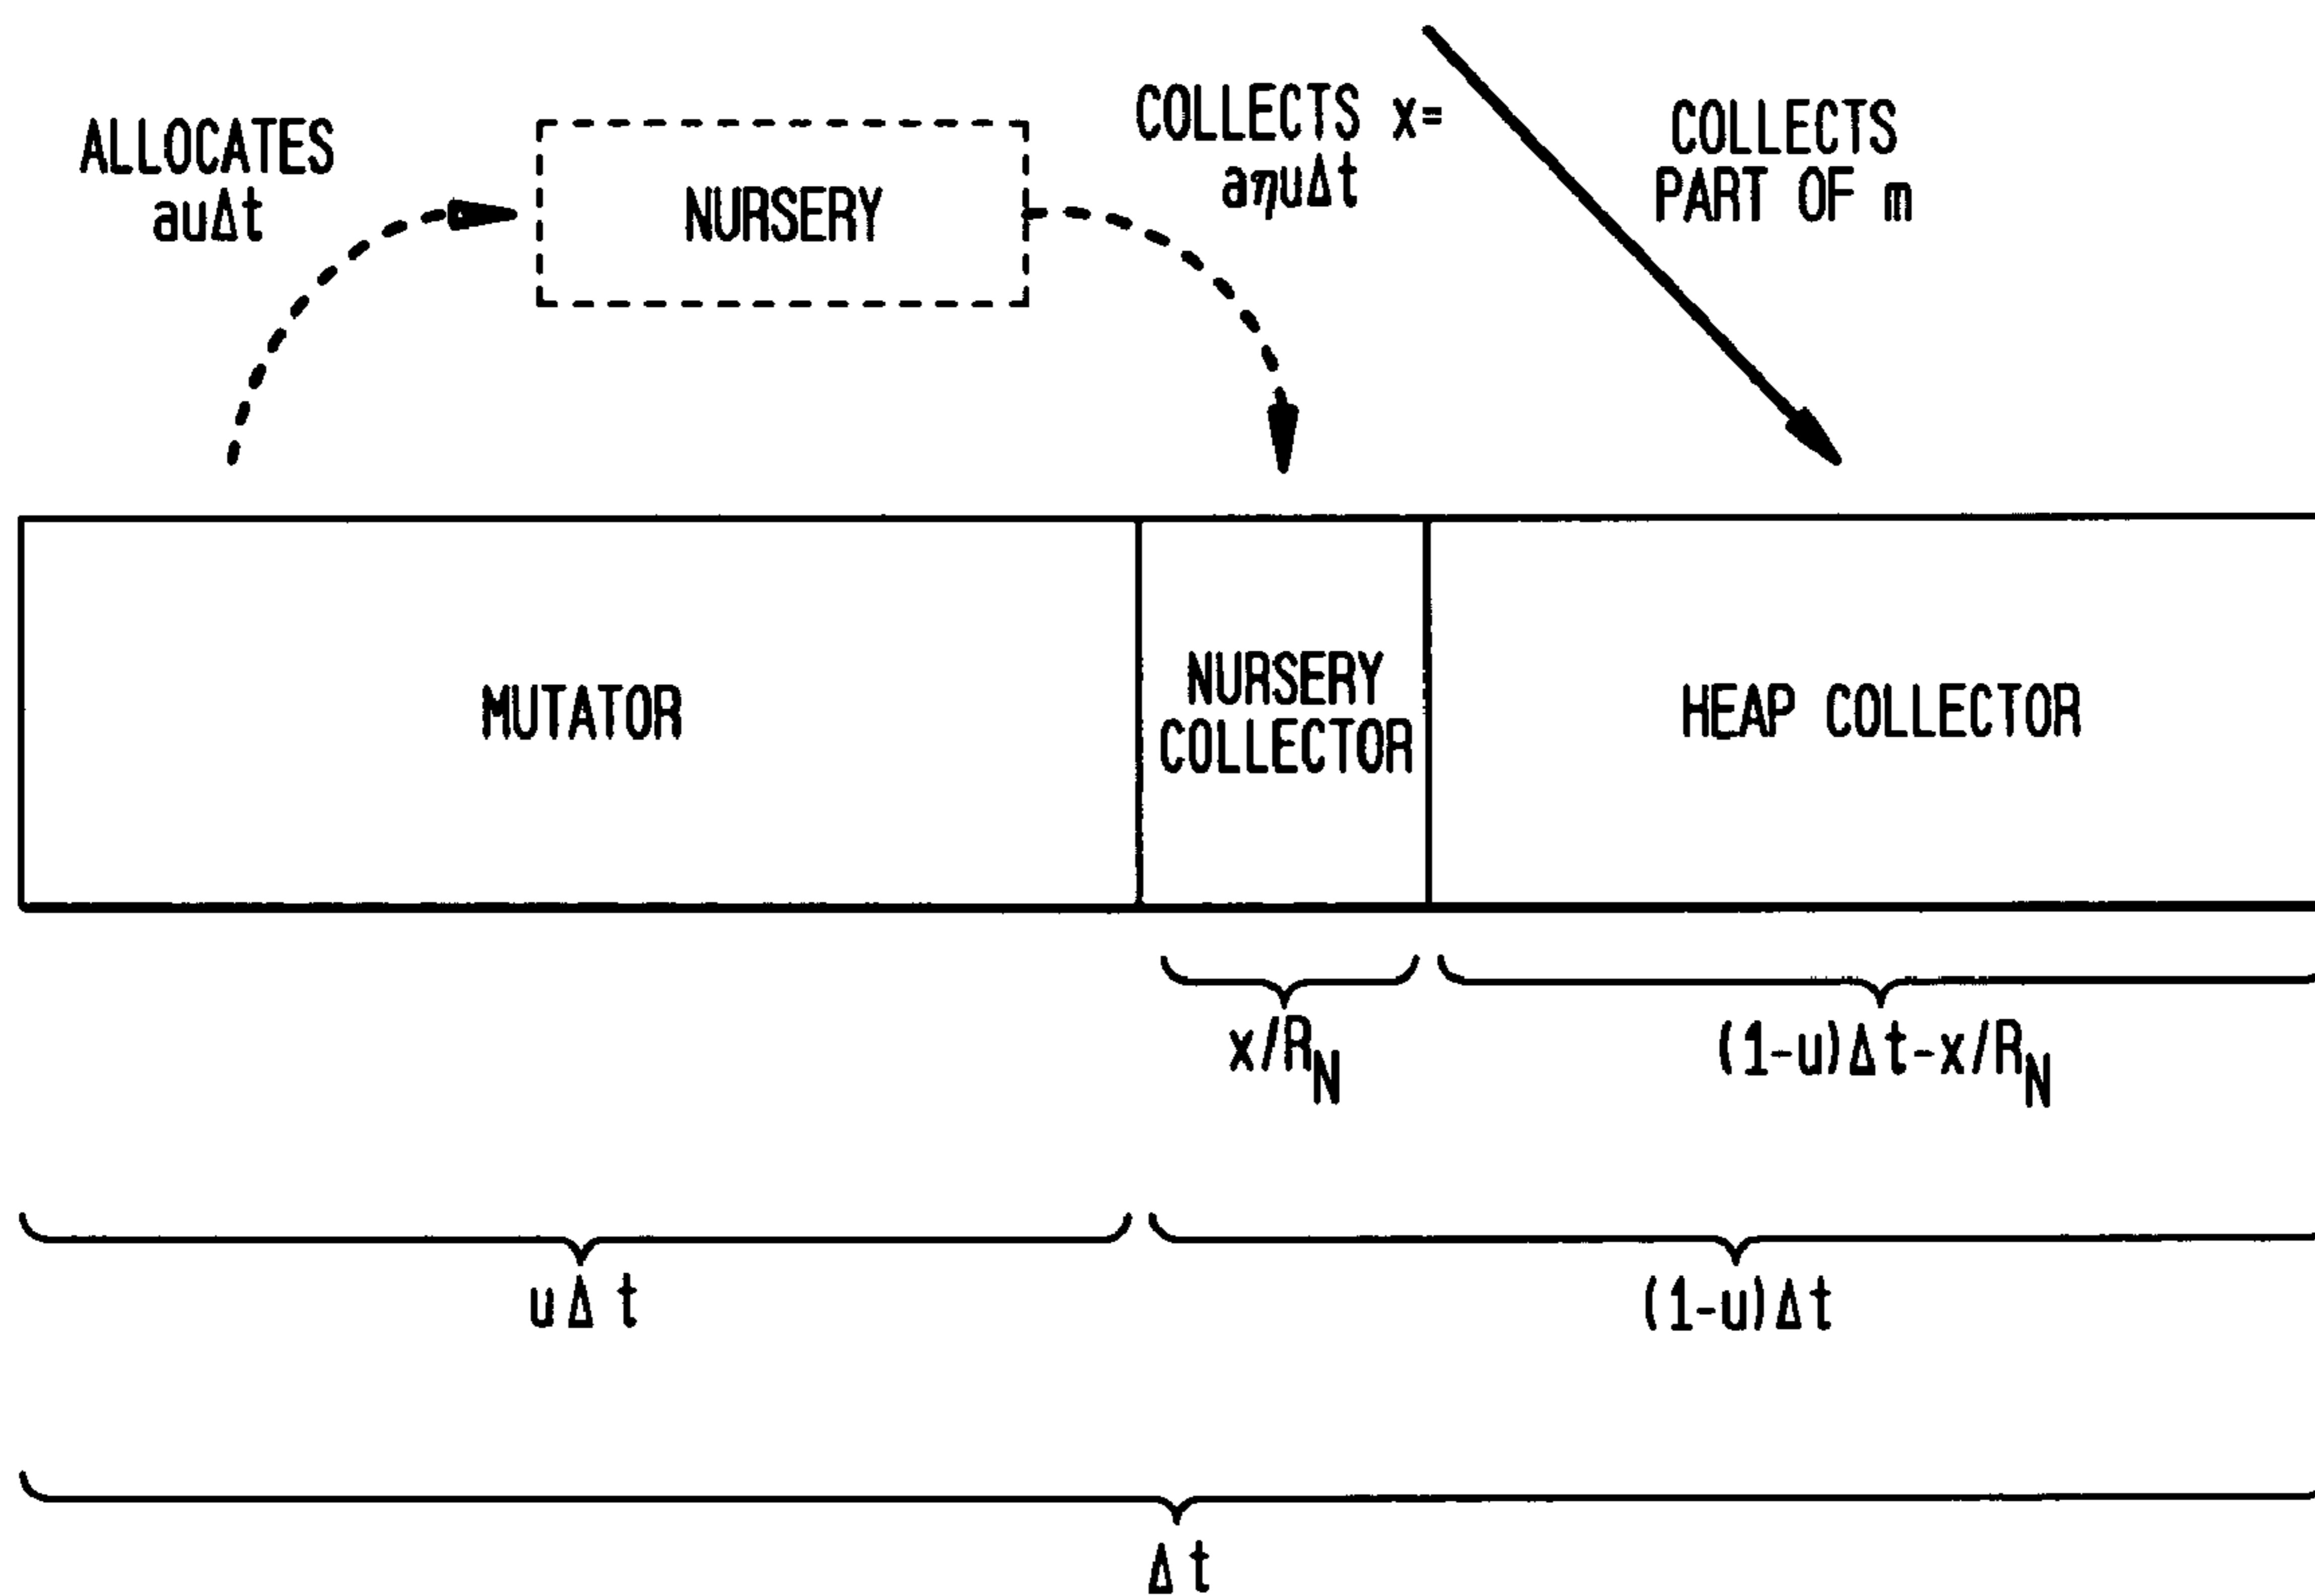 ALLOCATES
auΔt
NURSERY
COLLECTS x=
aηuΔt
COLLECTS
PART OF m
MUTATOR
NURSERY
COLLECTOR
HEAP COLLECTOR
x/R_N
(1-u)Δt-x/R_N
uΔt
(1-u)Δt
Δt